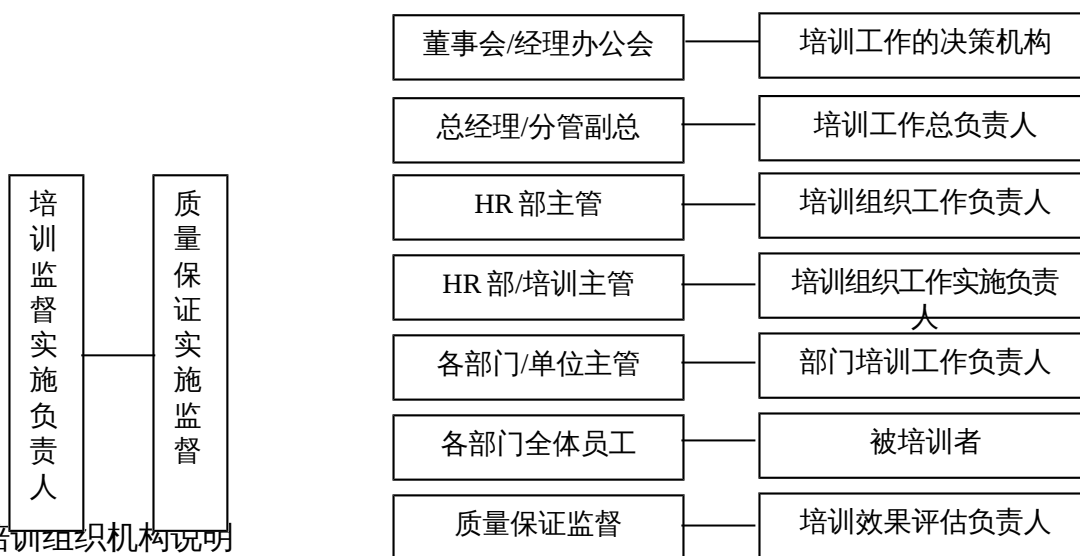 董事会/经理办公会
培训工作的决策机构
总经理/分管副总
培训工作总负责人
HR 部主管
培训组织工作负责人
HR 部/培训主管
培训组织工作实施负责
人
各部门/单位主管
部门培训工作负责人
各部门全体员工
被培训者
质量保证监督
培训效果评估负责人
培训监督实施负责人
质量保证实施监督
培训组织机构说明